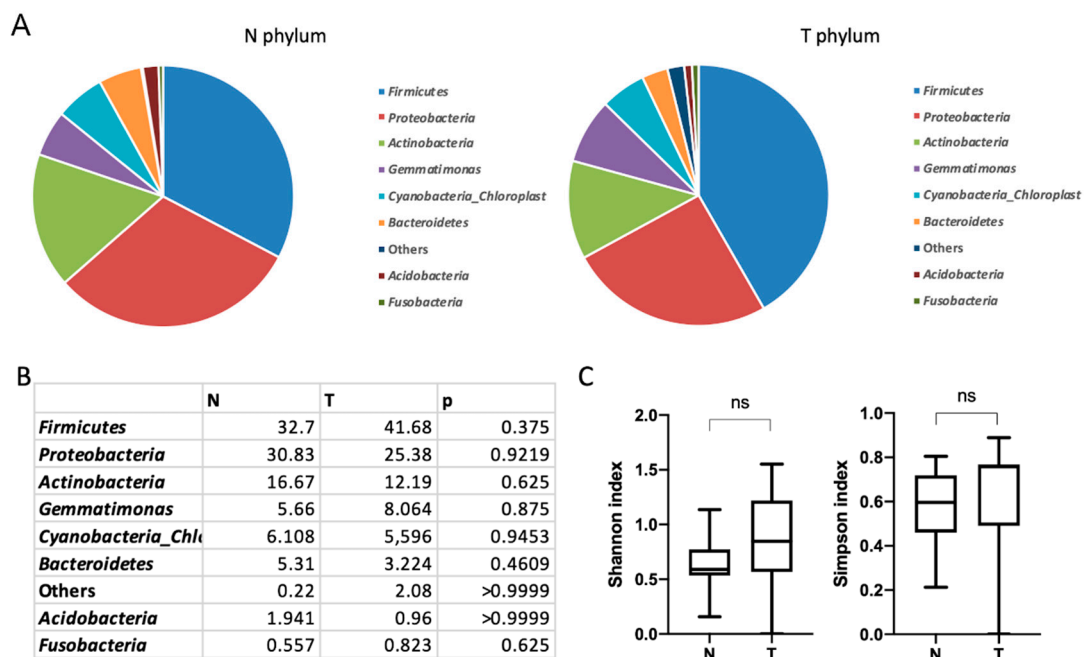 A
N phylum
Firmicutes
Proteobacteria
Actinobacteria
Gemmatimonas
Cyanobacteria_Chloroplast
Bacteroidetes
Others
Acidobacteria
Fusobacteria
T phylum
Firmicutes
Proteobacteria
Actinobacteria
Gemmatimonas
Cyanobacteria_Chloroplast
Bacteroidetes
Others
Acidobacteria
Fusobacteria
B
N T p
Firmicutes 32.7 41.68 0.375
Proteobacteria 30.83 25.38 0.9219
Actinobacteria 16.67 12.19 0.625
Gemmatimonas 5.66 8.064 0.875
Cyanobacteria_Chl 6.108 5,596 0.9453
Bacteroidetes 5.31 3.224 0.4609
Others 0.22 2.08 >0.9999
Acidobacteria 1.941 0.96 >0.9999
Fusobacteria 0.557 0.823 0.625
C
Shannon index
ns
2.0
1.5
1.0
0.5
0.0
N T
Simpson index
ns
1.0
0.8
0.6
0.4
0.2
0.0
N T